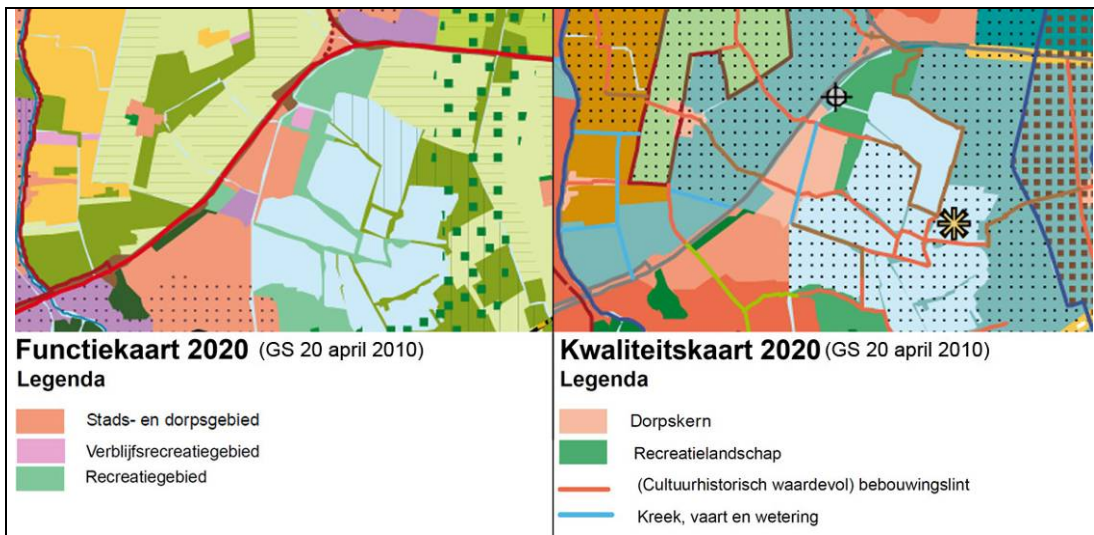 Functiekaart 2020 (GS 20 april 2010)
Legenda
Stads- en dorpsgebied
Verblijfsrecreatiegebied
Recreatiegebied
Kwaliteitskaart 2020 (GS 20 april 2010)
Legenda
Dorpskern
Recreatielandschap
(Cultuurhistorisch waardevol) bebouwingslint
Kreek, vaart en wetering